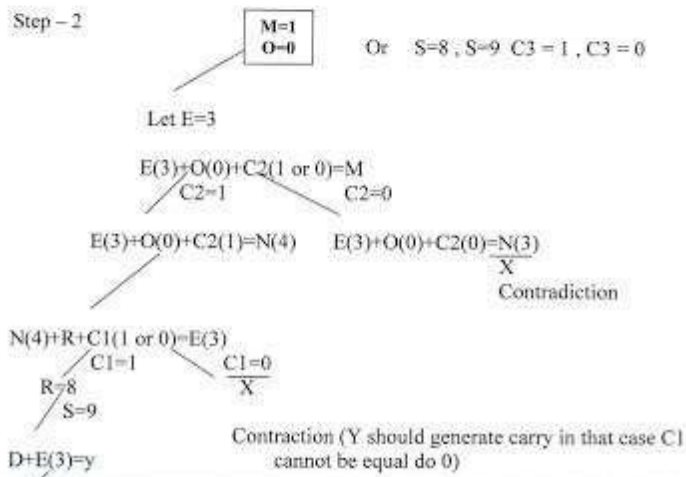 Step – 2
M=1
O=0
Or S=8 , S=9 C3 = 1 , C3 = 0
Let E=3
E(3)+O(0)+C2(1 or 0)=M
C2=1 C2=0
E(3)+O(0)+C2(1)=N(4) E(3)+O(0)+C2(0)=N(3)
X
Contradiction
N(4)+R+C1(1 or 0)=E(3)
C1=1 C1=0
R=8 X
S=9
Contraction (Y should generate carry in that case C1
cannot be equal do 0)
D+E(3)=y